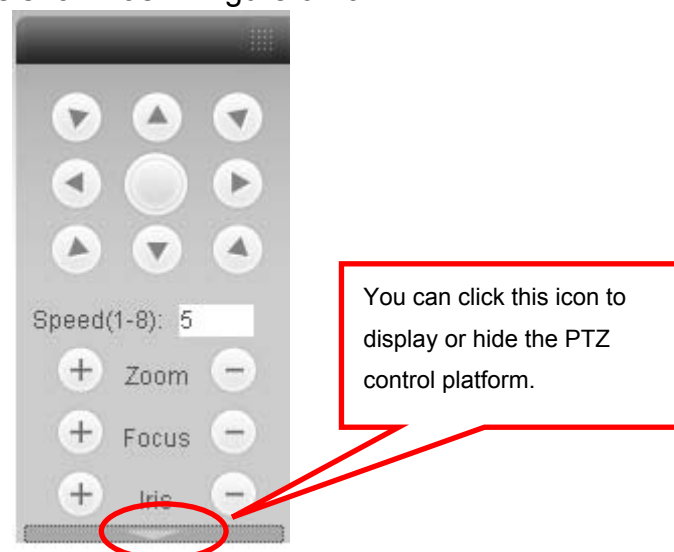 Speed(1-8): 5
+ Zoom −
+ Focus −
+ Iris −
You can click this icon to
display or hide the PTZ
control platform.